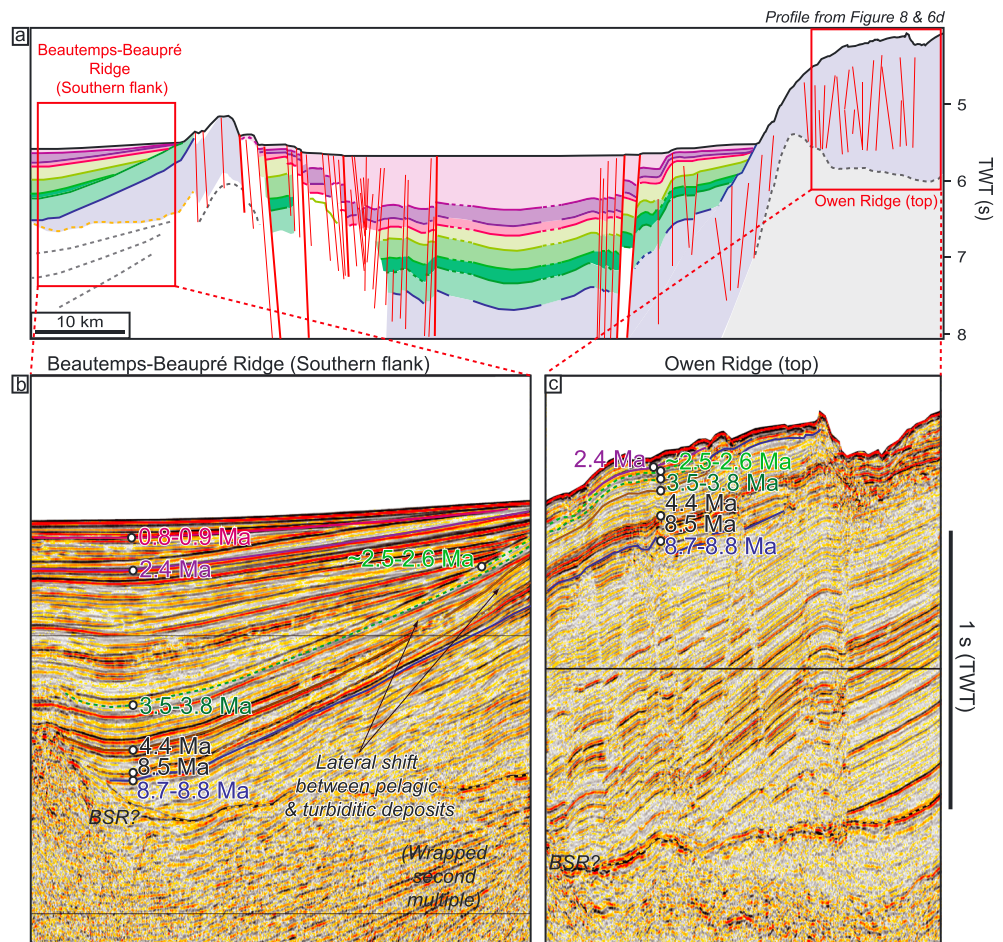 Profile from Figure 8 & 6d
a
Beautemps-Beaupré
Ridge
(Southern flank)
5
6
7
8
TWT (s)
Owen Ridge (top)
10 km
Beautemps-Beaupré Ridge (Southern flank)
Owen Ridge (top)
b
0.8-0.9 Ma
2.4 Ma
~2.5-2.6 Ma
3.5-3.8 Ma
4.4 Ma
8.5 Ma
8.7-8.8 Ma
Lateral shift
between pelagic
& turbiditic deposits
BSR?
(Wrapped
second
multiple)
c
2.4 Ma
~2.5-2.6 Ma
3.5-3.8 Ma
4.4 Ma
8.5 Ma
8.7-8.8 Ma
BSR?
1 s (TWT)